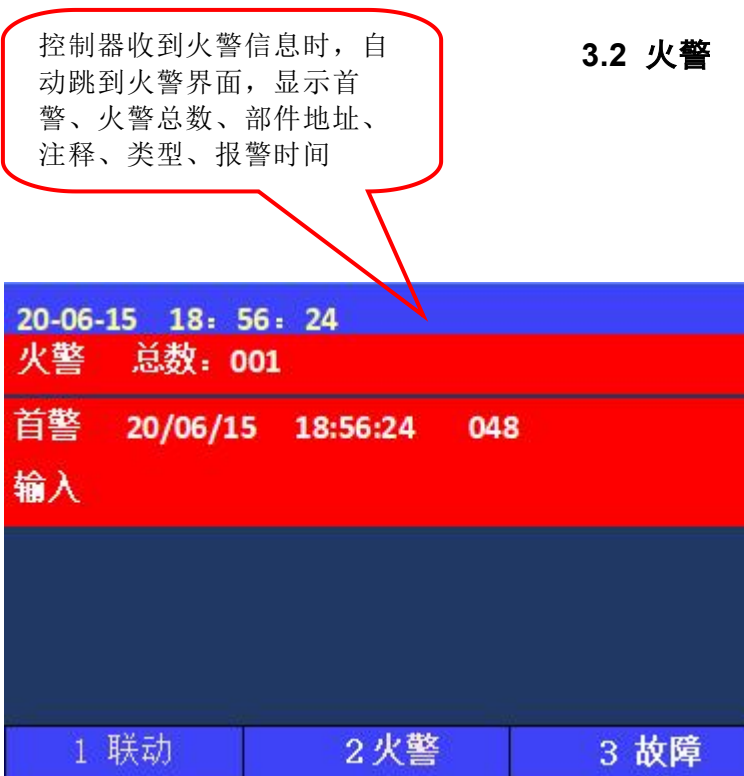 控制器收到火警信息时，自
动跳到火警界面，显示首
警、火警总数、部件地址、
注释、类型、报警时间
3.2 火警
20-06-15 18：56：24
火警 总数：001
首警 20/06/15 18:56:24 048
输入
1 联动 2火警 3 故障